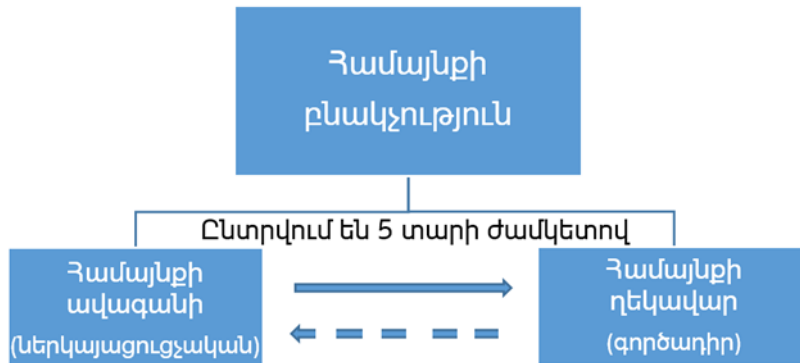 Համայնքի
բնակչություն
Ընտրվում են 5 տարի ժամկետով
Համայնքի
ավագանի
(ներկայացուցչական)
Համայնքի
ղեկավար
(գործադիր)